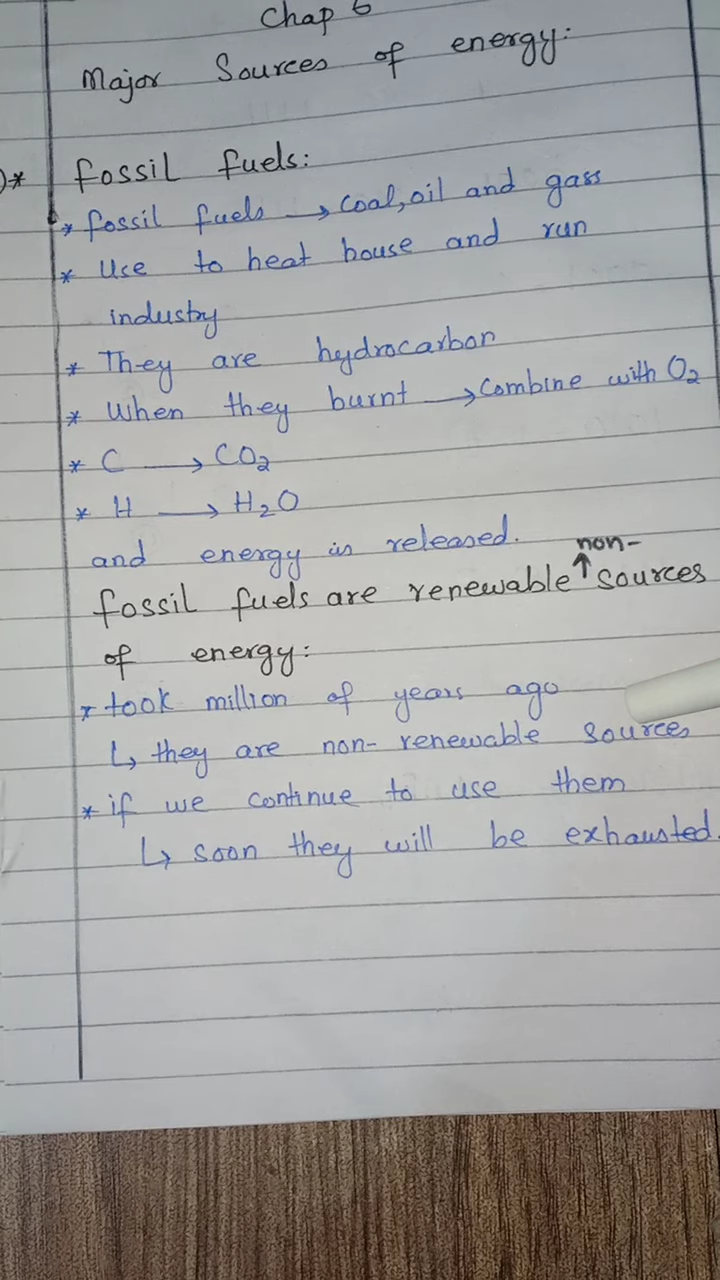 Chap 6
Major Sources of energy:
)* fossil fuels:
* fossil fuels → coal, oil and gass
* Use to heat house and run
industry
* They are hydrocarbon
* When they burnt → Combine with O₂
* C → CO₂
* H → H₂O
and energy is released.
non-
fossil fuels are renewable ↑ sources
of energy:
* took million of years ago
↳ they are non-renewable sources
* if we continue to use them
↳ soon they will be exhausted.